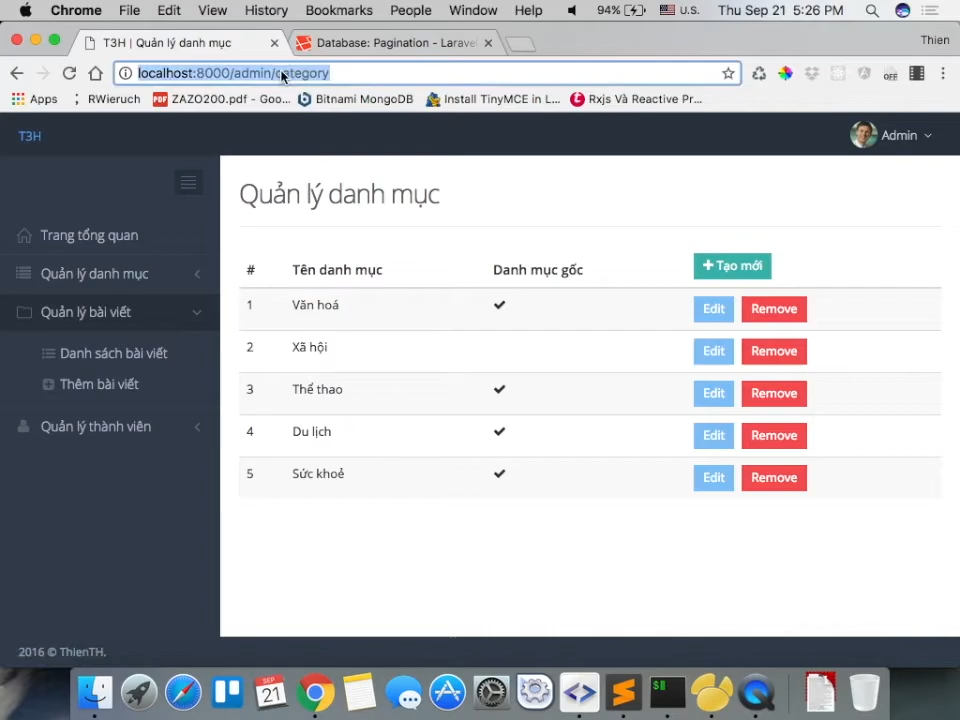 Chrome File Edit View History Bookmarks People Window Help 94% U.S. Thu Sep 21 5:26 PM
T3H | Quản lý danh mục
Database: Pagination - Larave
Thien
localhost:8000/admin/category
OFF
Apps
RWieruch
PDF ZAZO200.pdf - Goo...
Bitnami MongoDB
Install TinyMCE in L...
Rxjs Và Reactive Pr...
T3H
Admin
Trang tổng quan
Quản lý danh mục
Quản lý bài viết
Danh sách bài viết
Thêm bài viết
Quản lý thành viên
Quản lý danh mục
# Tên danh mục Danh mục gốc + Tạo mới
1 Văn hoá ✔ Edit Remove
2 Xã hội Edit Remove
3 Thể thao ✔ Edit Remove
4 Du lịch ✔ Edit Remove
5 Sức khoẻ ✔ Edit Remove
2016 © ThienTH.
SEP
21
$